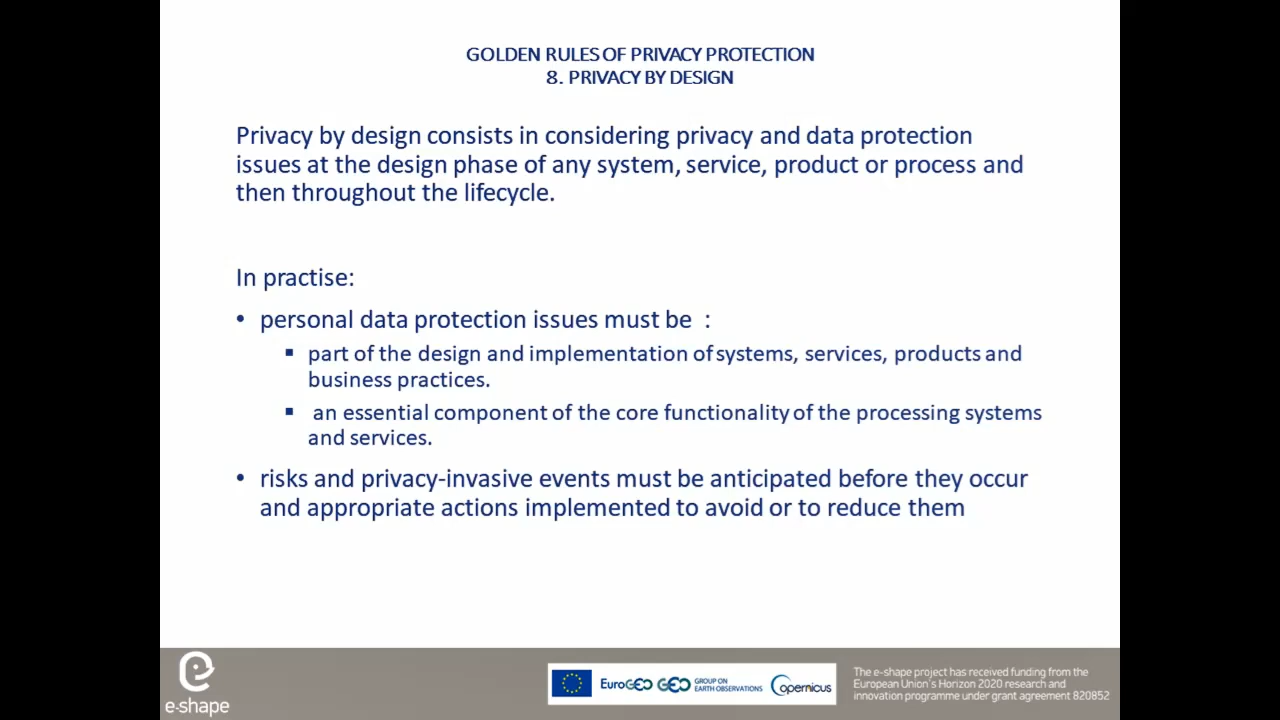 GOLDEN RULES OF PRIVACY PROTECTION
8. PRIVACY BY DESIGN
Privacy by design consists in considering privacy and data protection
issues at the design phase of any system, service, product or process and
then throughout the lifecycle.
In practise:
• personal data protection issues must be :
▪ part of the design and implementation of systems, services, products and
business practices.
▪ an essential component of the core functionality of the processing systems
and services.
• risks and privacy-invasive events must be anticipated before they occur
and appropriate actions implemented to avoid or to reduce them
e-shape
EuroGEO GEO GROUP ON
EARTH OBSERVATIONS
Copernicus
The e-shape project has received funding from the
European Union's Horizon 2020 research and
innovation programme under grant agreement 820852